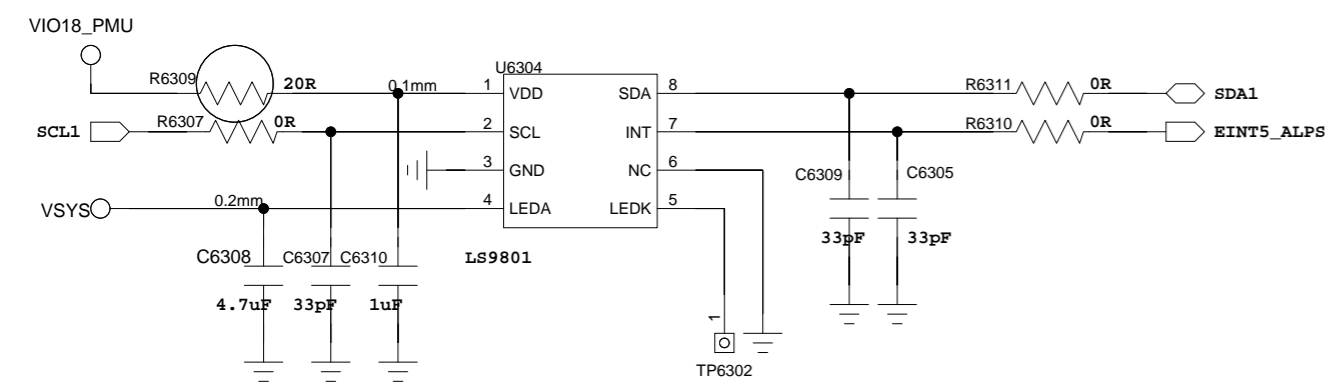 VIO18_PMU
R6309 20R 0.1mm
SCL1 R6307 0R
VSYS 0.2mm
U6304
1 VDD SDA 8
2 SCL INT 7
3 GND NC 6
4 LEDA LEDK 5
LS9801
R6311 0R SDA1
R6310 0R EINT5_ALPS
C6309 C6305
33pF 33pF
C6308 C6307 C6310
4.7uF 33pF 1uF
1
TP6302